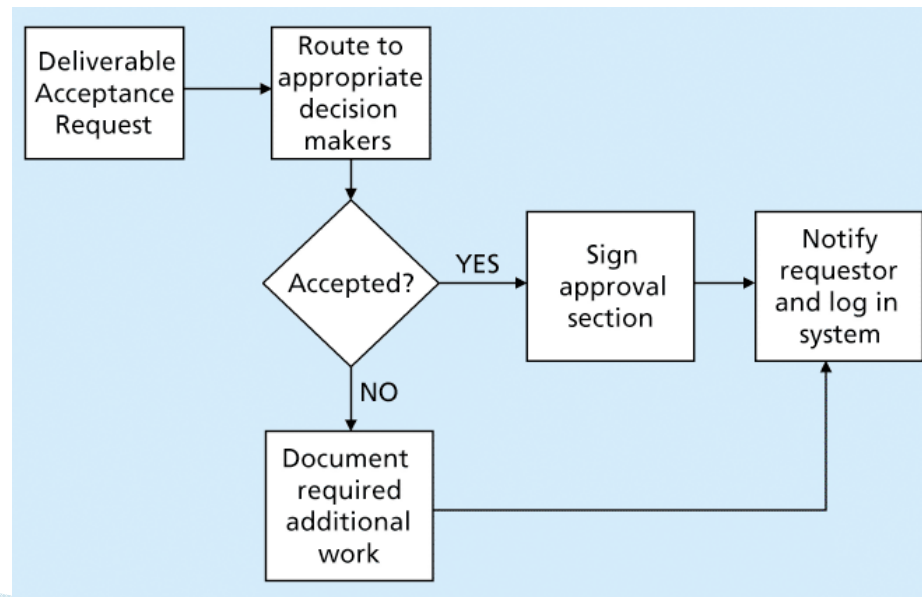 Deliverable
Acceptance
Request
Route to
appropriate
decision
makers
Accepted?
YES
Sign
approval
section
Notify
requestor
and log in
system
NO
Document
required
additional
work